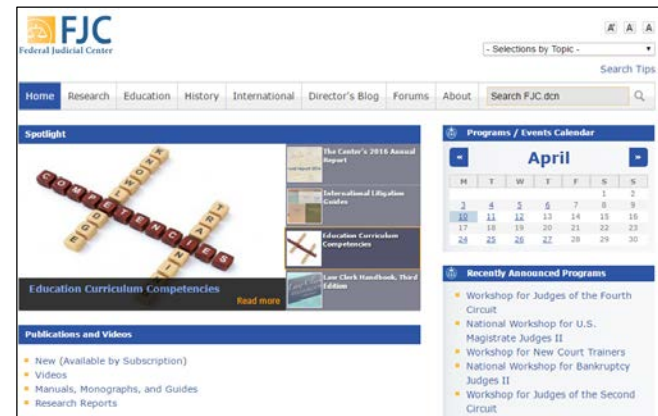 FJC
Federal Judicial Center
A A A
- Selections by Topic -
Search Tips
Home Research Education History International Director's Blog Forums About Search FJC.dcn
Spotlight
KNOWLEDGE
COMPETENCIES
TRAINING
The Center's 2016 Annual
Report
International Litigation
Guides
Education Curriculum
Competencies
Law Clerk Handbook, Third
Edition
Education Curriculum Competencies
Read more
Publications and Videos
New (Available by Subscription)
Videos
Manuals, Monographs, and Guides
Research Reports
Programs / Events Calendar
« April »
M T W T F S S
1 2
3 4 5 6 7 8 9
10 11 12 13 14 15 16
17 18 19 20 21 22 23
24 25 26 27 28 29 30
Recently Announced Programs
Workshop for Judges of the Fourth
Circuit
National Workshop for U.S.
Magistrate Judges II
Workshop for New Court Trainers
National Workshop for Bankruptcy
Judges II
Workshop for Judges of the Second
Circuit